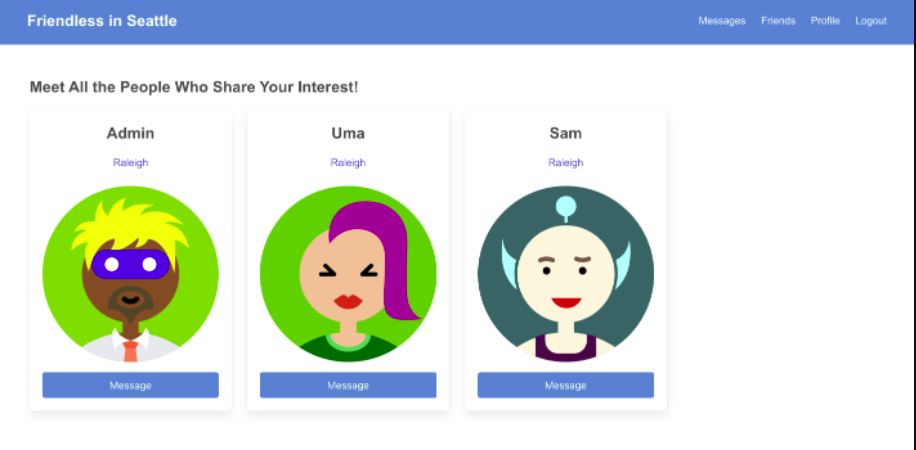 Friendless in Seattle
Messages Friends Profile Logout
Meet All the People Who Share Your Interest!
Admin
Raleigh
Message
Uma
Raleigh
Message
Sam
Raleigh
Message